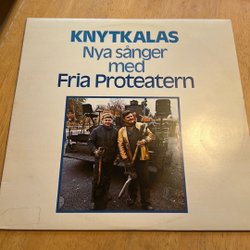 KNYTKALAS
Nya sånger
med
Fria Proteatern